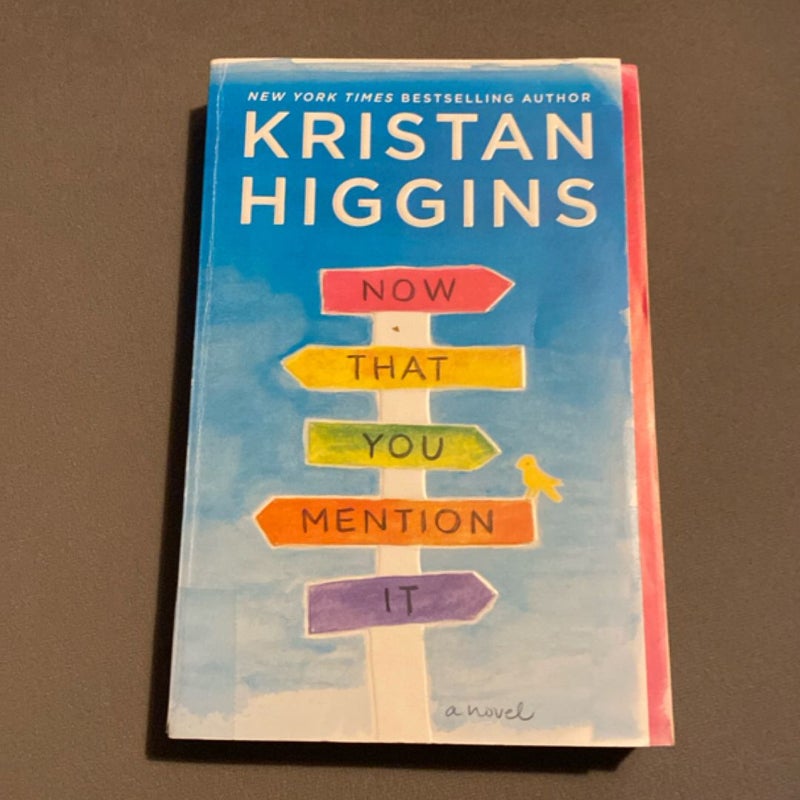 NEW YORK TIMES BESTSELLING AUTHOR
KRISTAN
HIGGINS
NOW
THAT
YOU
MENTION
IT
a novel